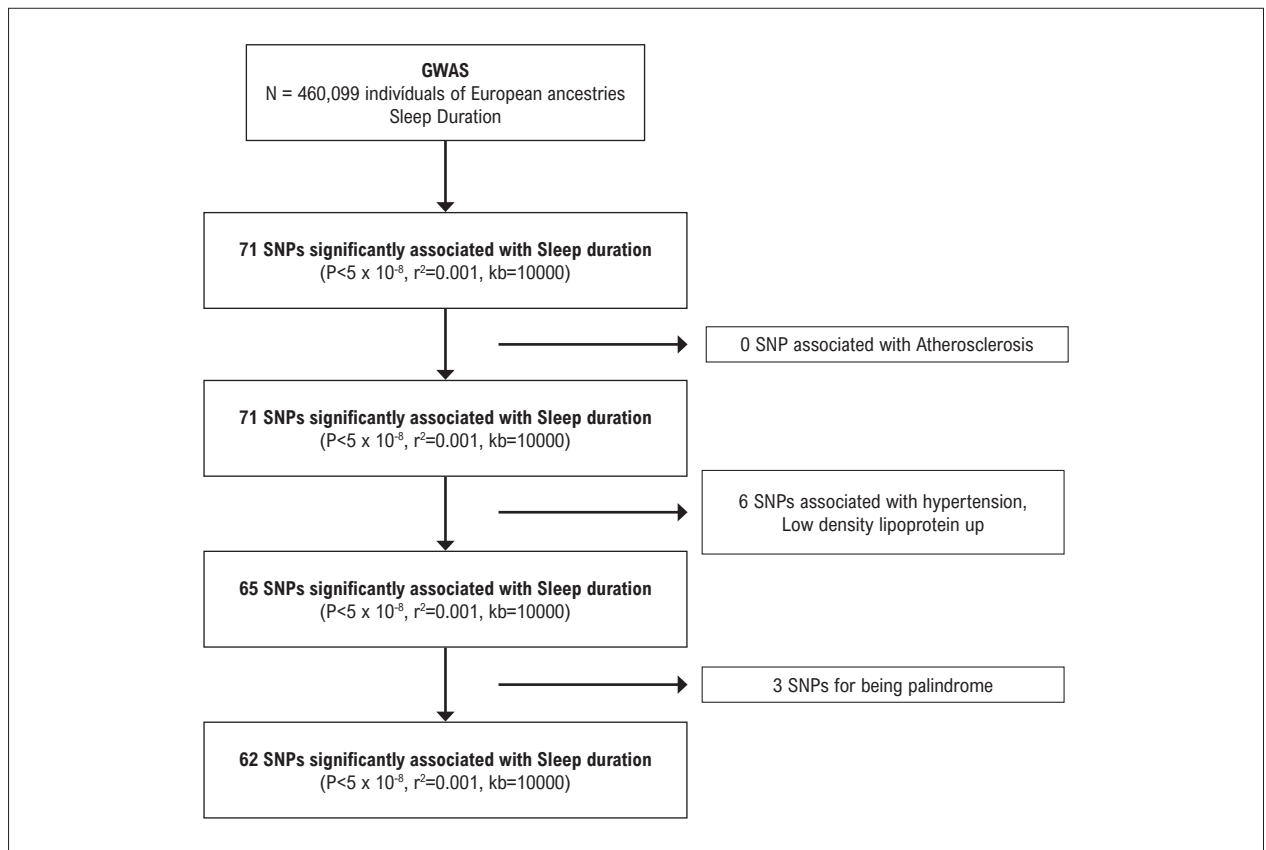 GWAS
N = 460,099 indivíduals of European ancestries
Sleep Duration
71 SNPs significantly associated with Sleep duration
(P<5 x 10⁻⁸, r²=0.001, kb=10000)
0 SNP associated with Atherosclerosis
71 SNPs significantly associated with Sleep duration
(P<5 x 10⁻⁸, r²=0.001, kb=10000)
6 SNPs associated with hypertension,
Low density lipoprotein up
65 SNPs significantly associated with Sleep duration
(P<5 x 10⁻⁸, r²=0.001, kb=10000)
3 SNPs for being palindrome
62 SNPs significantly associated with Sleep duration
(P<5 x 10⁻⁸, r²=0.001, kb=10000)